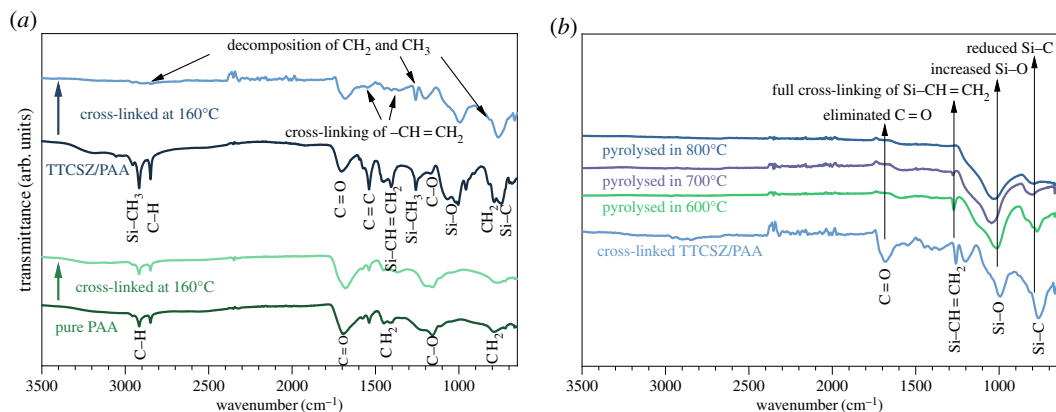 (a)
transmittance (arb. units)
decomposition of CH2 and CH3
cross-linked at 160°C
cross-linking of –CH = CH2
TTCSZ/PAA
Si–CH3
C–H
C = O
C = C
Si–CH = CH2
Si–CH3
C–O
Si–O
CH2
Si–C
cross-linked at 160°C
pure PAA
C–H
C = O
CH2
C–O
CH2
3500 3000 2500 2000 1500 1000
wavenumber (cm–1)
(b)
reduced Si–C
increased Si–O
full cross-linking of Si–CH = CH2
eliminated C = O
pyrolysed in 800°C
pyrolysed in 700°C
pyrolysed in 600°C
cross-linked TTCSZ/PAA
C = O
Si–CH = CH2
Si–O
Si–C
3500 3000 2500 2000 1500 1000
wavenumber (cm–1)